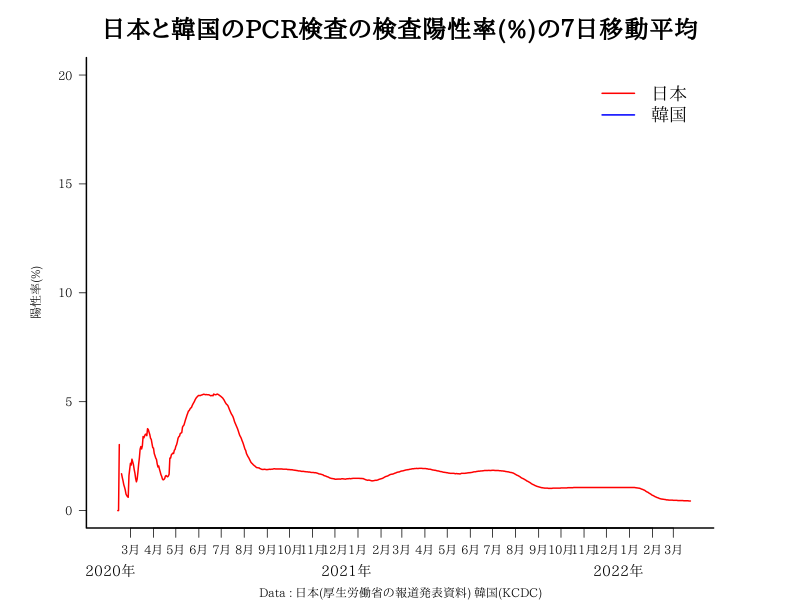 日本と韓国のPCR検査の検査陽性率(%)の7日移動平均
日本
韓国
陽性率(%)
20
15
10
5
0
3月 4月 5月 6月 7月 8月 9月 10月 11月 12月 1月 2月 3月 4月 5月 6月 7月 8月 9月 10月 11月 12月 1月 2月 3月
2020年 2021年 2022年
Data : 日本(厚生労働省の報道発表資料) 韓国(KCDC)